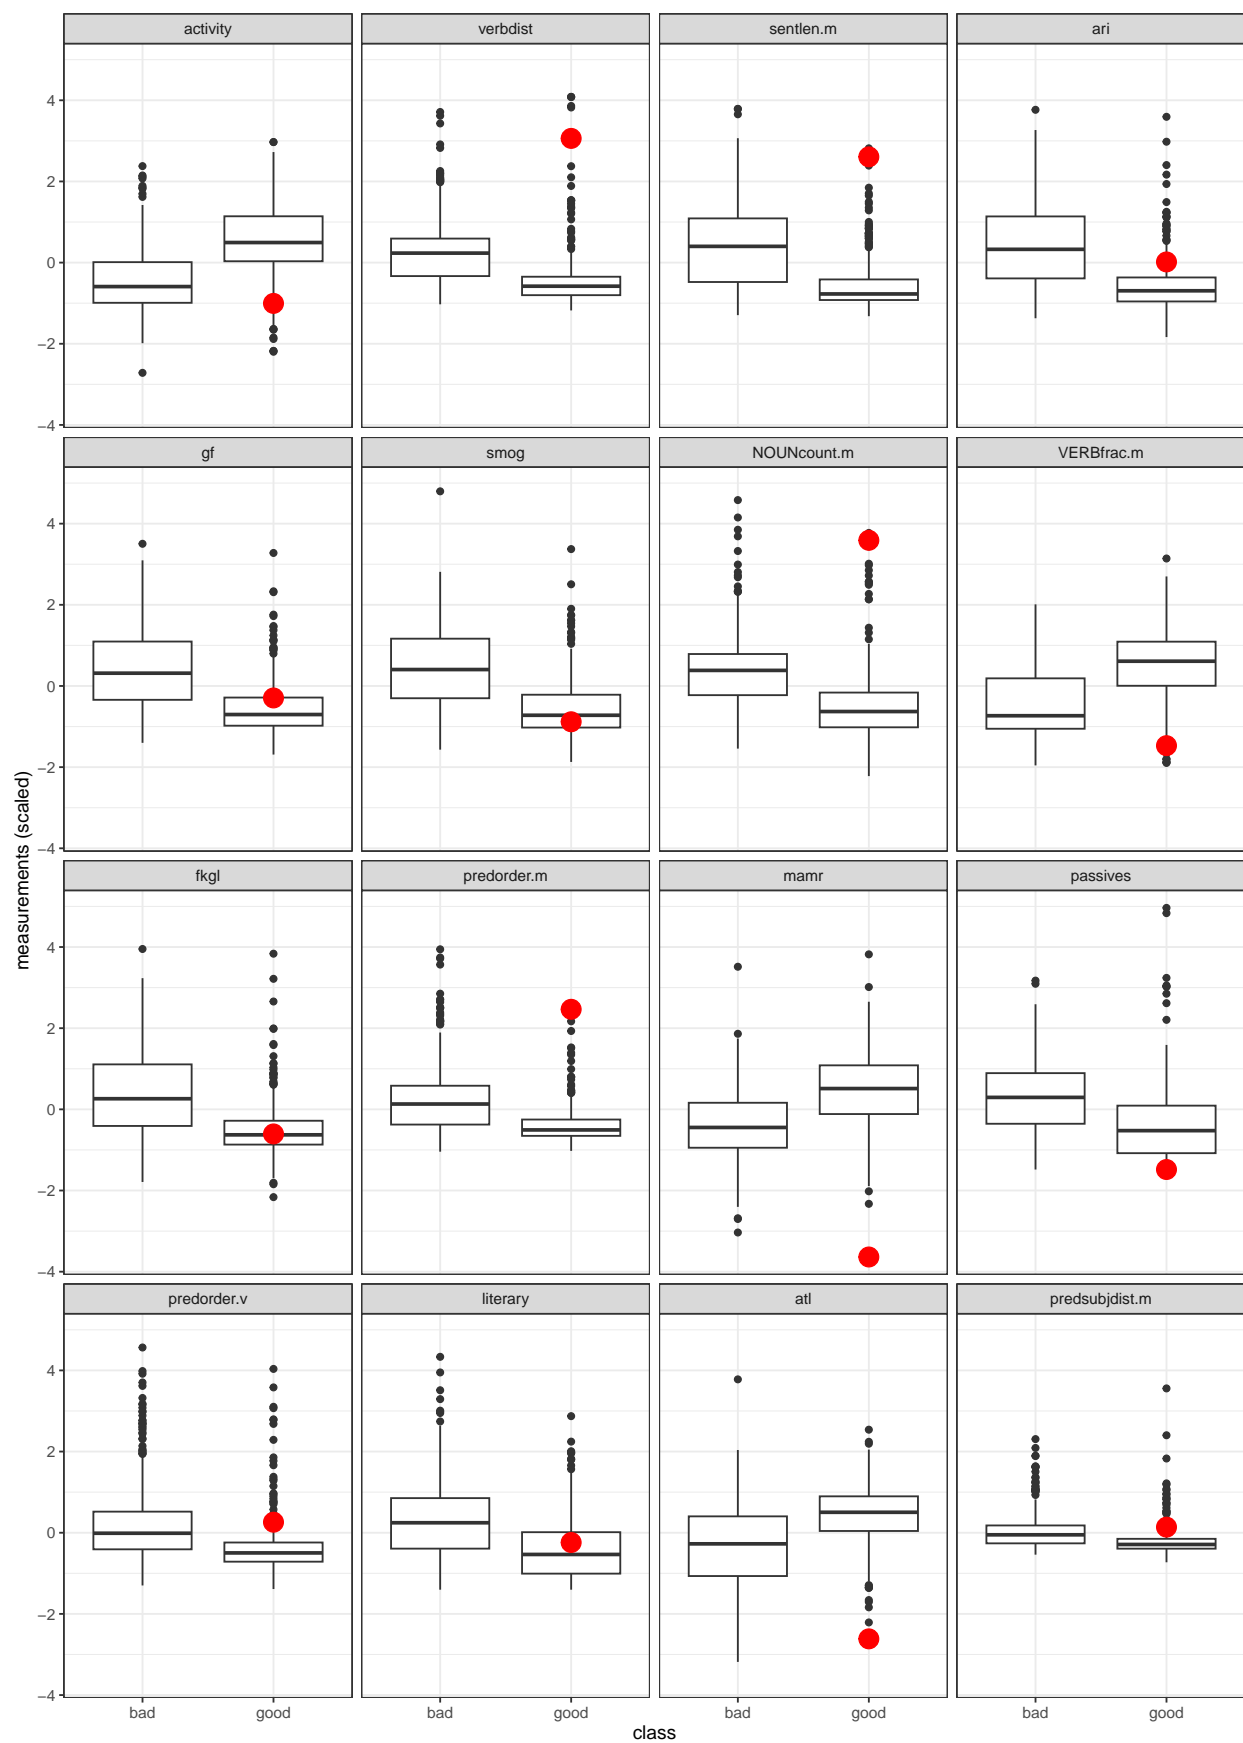 activity verbdist sentlen.m ari
4
2
0
−2
−4
gf smog NOUNcount.m VERBfrac.m
4
2
0
−2
−4
measurements (scaled)
fkgl predorder.m mamr passives
4
2
0
−2
−4
predorder.v literary atl predsubjdist.m
4
2
0
−2
−4
bad good bad good bad good bad good
class